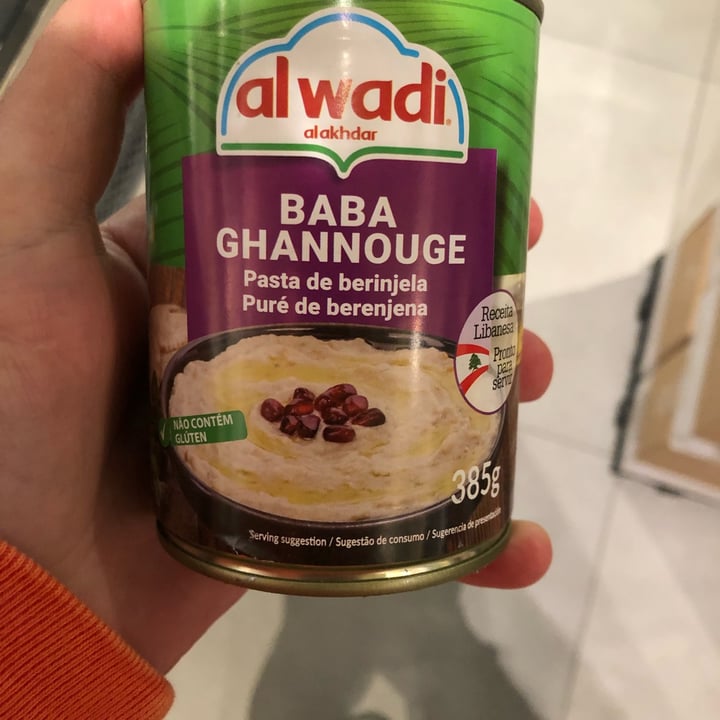 al wadi®
al akhdar
BABA
GHANNOUGE
Pasta de berinjela
Puré de berenjena
Receita
Libanesa
Pronto
para
servir
NÃO CONTÉM
GLÚTEN
385g
Serving suggestion / Sugestão de consumo / Sugerencia de presentación